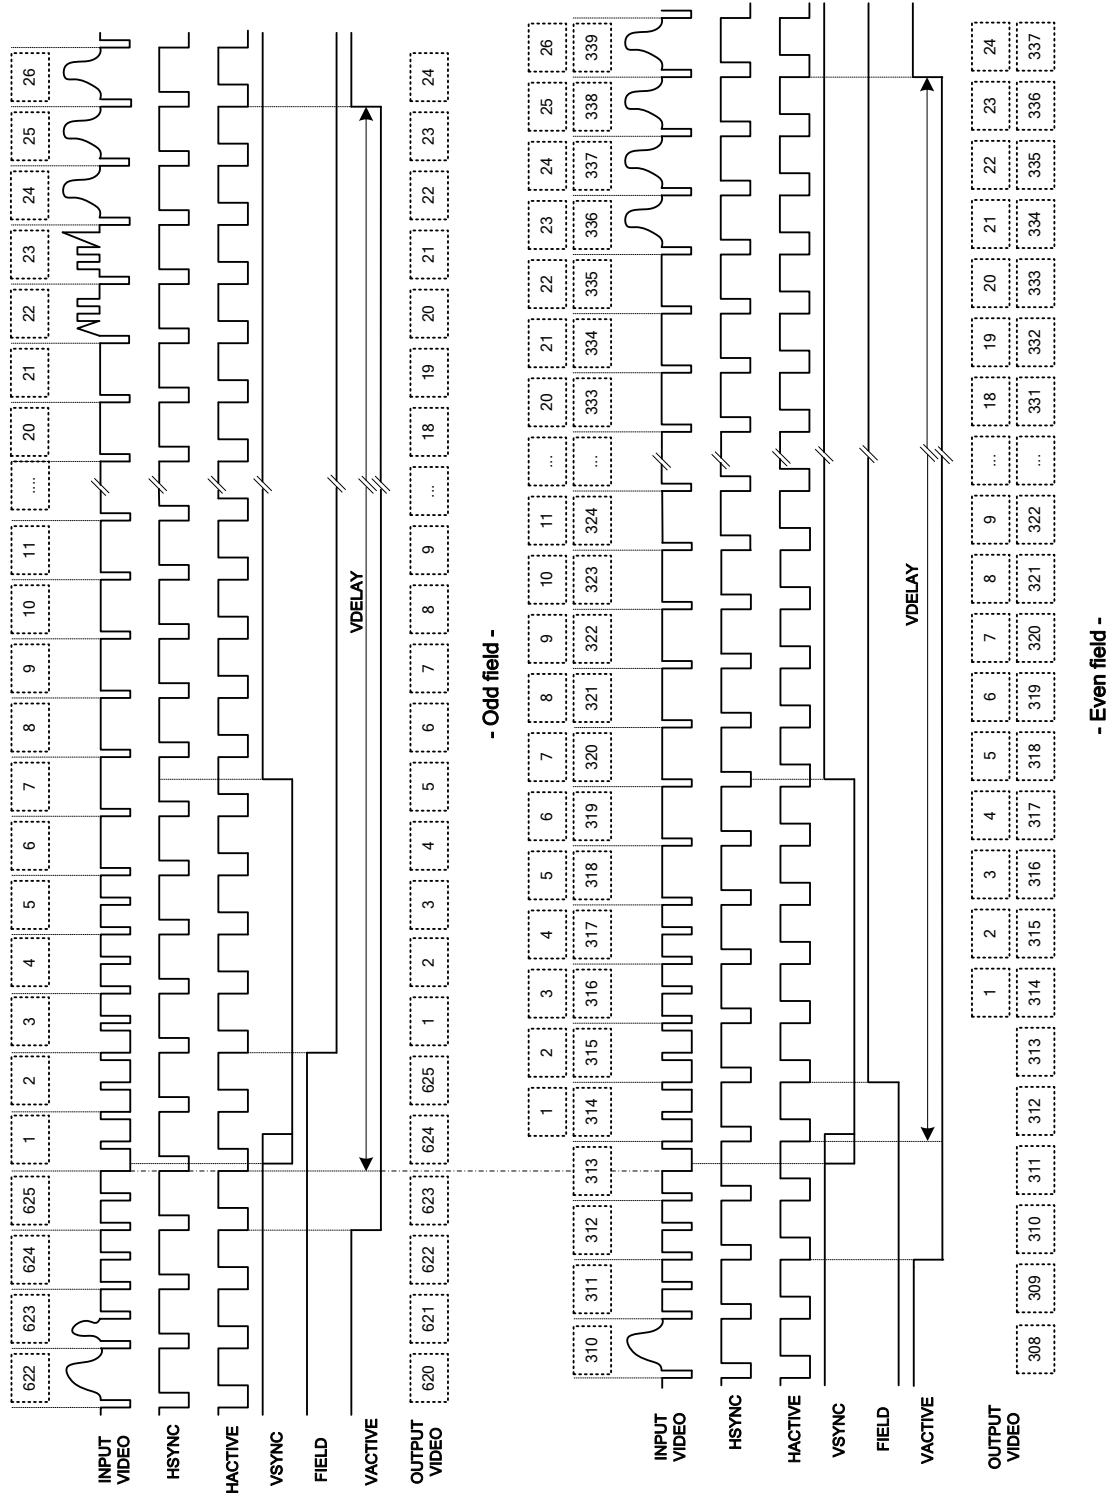 622 623 624 625 1 2 3 4 5 6 7 8 9 10 11 .... 20 21 22 23 24 25 26
INPUT
VIDEO
HSYNC
HACTIVE
VSYNC
FIELD
VDELAY
VACTIVE
OUTPUT
VIDEO
620 621 622 623 624 625 1 2 3 4 5 6 7 8 9 ... 18 19 20 21 22 23 24
- Odd field -
1 2 3 4 5 6 7 8 9 10 11 ... 20 21 22 23 24 25 26
310 311 312 313 314 315 316 317 318 319 320 321 322 323 324 ... 333 334 335 336 337 338 339
INPUT
VIDEO
HSYNC
HACTIVE
VSYNC
FIELD
VDELAY
VACTIVE
OUTPUT
VIDEO
1 2 3 4 5 6 7 8 9 ... 18 19 20 21 22 23 24
308 309 310 311 312 313 314 315 316 317 318 319 320 321 322 ... 331 332 333 334 335 336 337
- Even field -